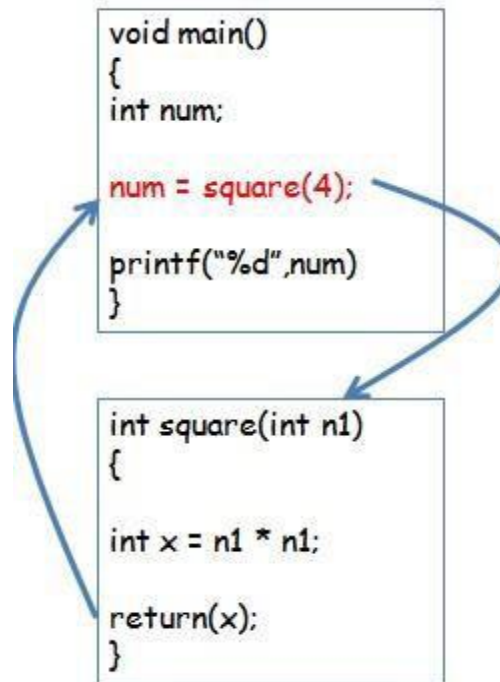 void main()
{
int num;
num = square(4);
printf("%d",num)
}
int square(int n1)
{
int x = n1 * n1;
return(x);
}